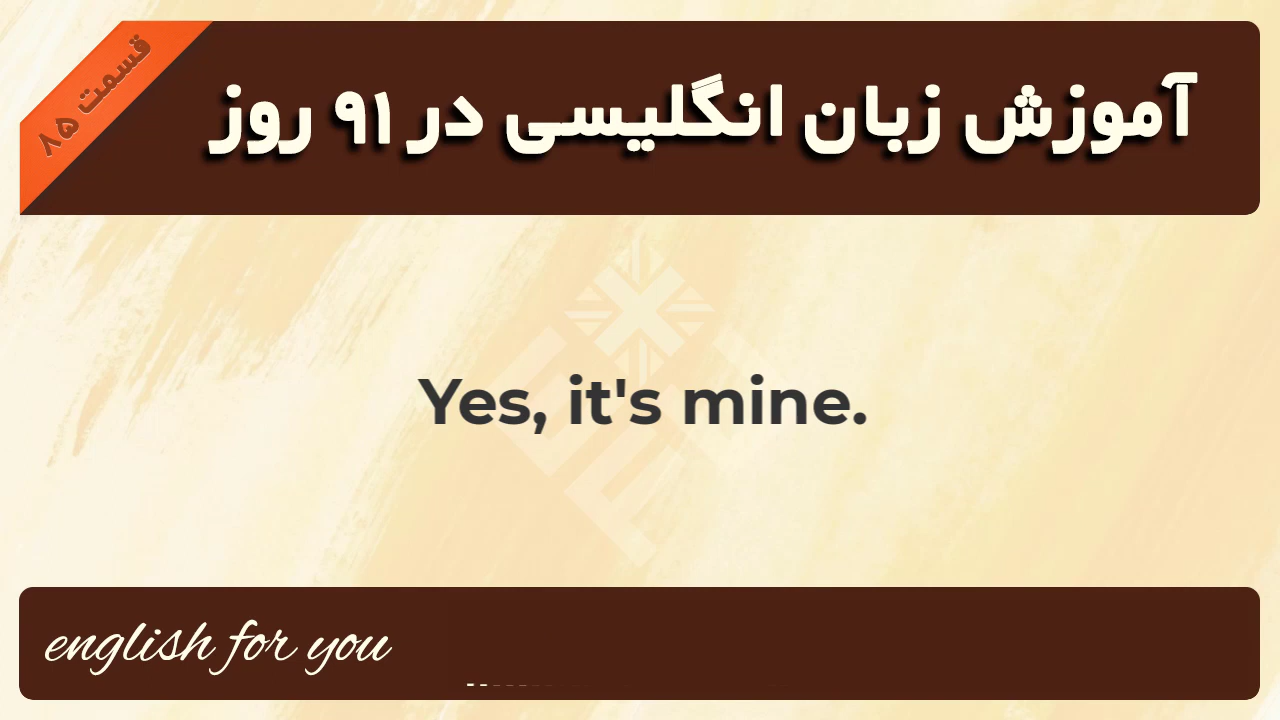 قسمت ۸۵
آموزش زبان انگلیسی در ۹۱ روز
Yes, it's mine.
english for you